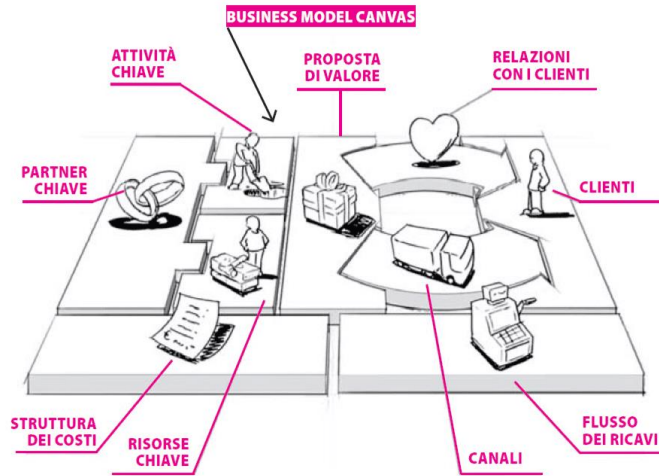 BUSINESS MODEL CANVAS
ATTIVITÀ
CHIAVE
PROPOSTA
DI VALORE
RELAZIONI
CON I CLIENTI
PARTNER
CHIAVE
CLIENTI
STRUTTURA
DEI COSTI
RISORSE
CHIAVE
CANALI
FLUSSO
DEI RICAVI